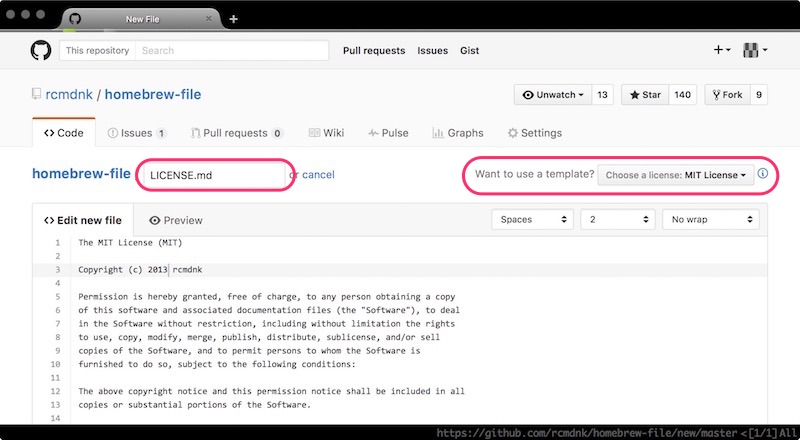 New File
This repository Search Pull requests Issues Gist
rcmdnk / homebrew-file Unwatch 13 Star 140 Fork 9
Code Issues 1 Pull requests 0 Wiki Pulse Graphs Settings
homebrew-file LICENSE.md or cancel Want to use a template? Choose a license: MIT License
Edit new file Preview Spaces 2 No wrap
1 The MIT License (MIT)
2
3 Copyright (c) 2013 rcmdnk
4
5 Permission is hereby granted, free of charge, to any person obtaining a copy
6 of this software and associated documentation files (the "Software"), to deal
7 in the Software without restriction, including without limitation the rights
8 to use, copy, modify, merge, publish, distribute, sublicense, and/or sell
9 copies of the Software, and to permit persons to whom the Software is
10 furnished to do so, subject to the following conditions:
11
12 The above copyright notice and this permission notice shall be included in all
13 copies or substantial portions of the Software.
14
https://github.com/rcmdnk/homebrew-file/new/master <[1/1]All